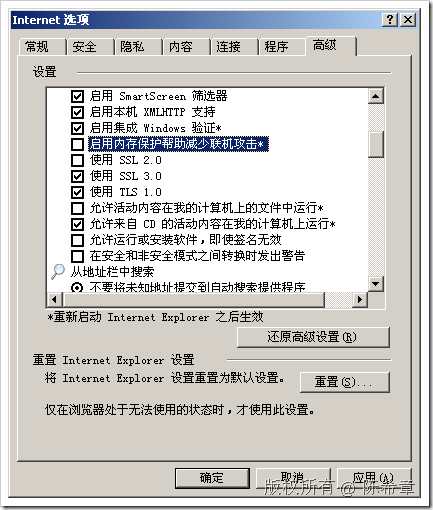 Internet 选项
常规 安全 隐私 内容 连接 程序 高级
设置
启用 SmartScreen 筛选器
启用本机 XMLHTTP 支持
启用集成 Windows 验证*
启用内存保护帮助减少联机攻击*
使用 SSL 2.0
使用 SSL 3.0
使用 TLS 1.0
允许活动内容在我的计算机上的文件中运行*
允许来自 CD 的活动内容在我的计算机上运行*
允许运行或安装软件，即使签名无效
在安全和非安全模式之间转换时发出警告
从地址栏中搜索
不要将未知地址提交到自动搜索提供程序
*重新启动 Internet Explorer 之后生效
还原高级设置(R)
重置 Internet Explorer 设置
将 Internet Explorer 设置重置为默认设置。
重置(S)...
仅在浏览器处于无法使用的状态时，才使用此设置。
确定 取消 应用(A)
版权所有 @ 陈希章